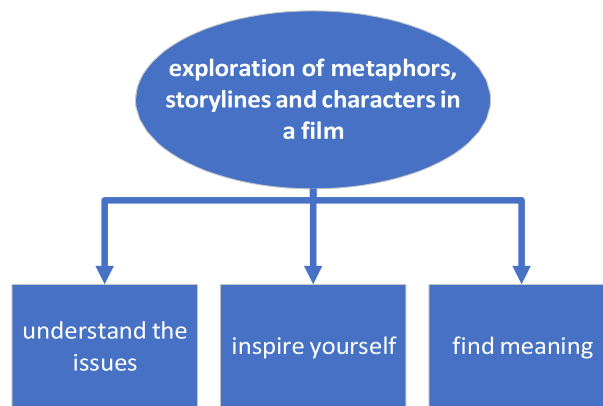 exploration of metaphors,
storylines and characters in
a film
understand the
issues
inspire yourself
find meaning